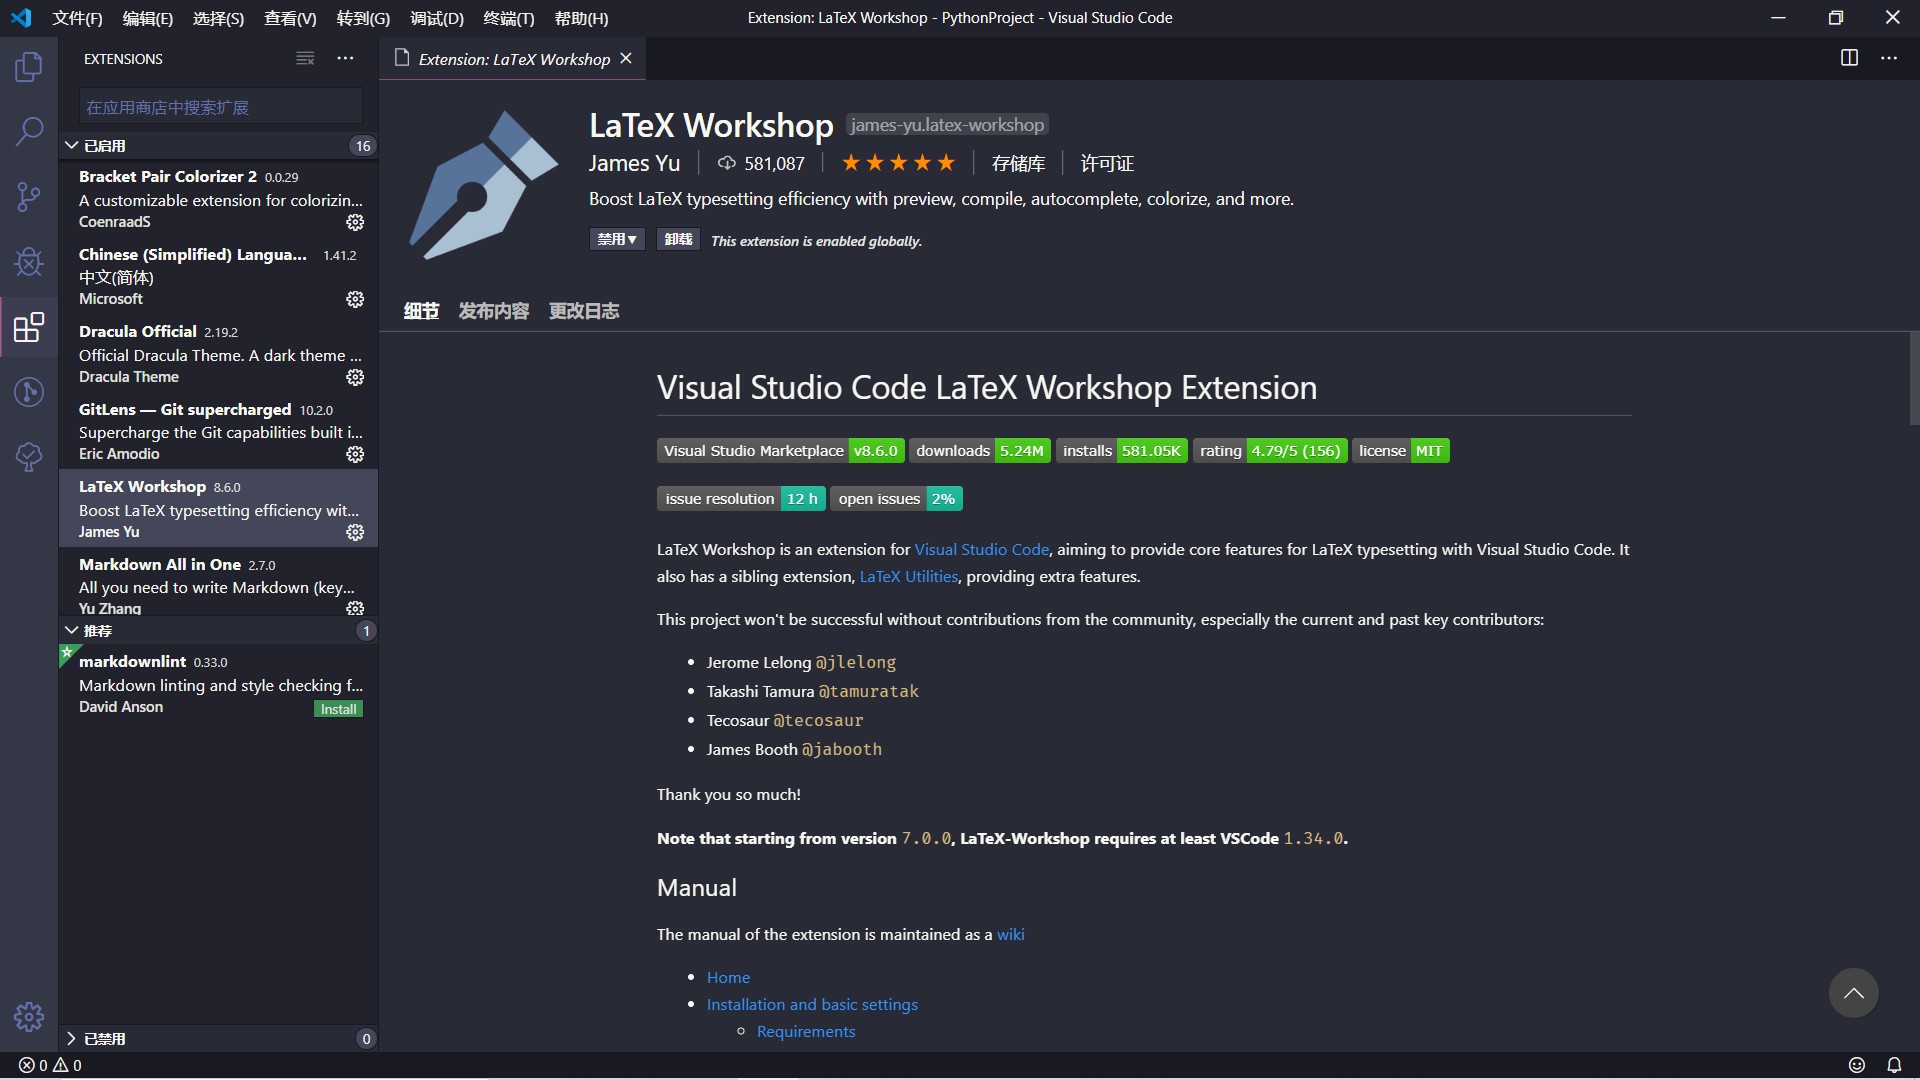 文件(F) 编辑(E) 选择(S) 查看(V) 转到(G) 调试(D) 终端(T) 帮助(H) Extension: LaTeX Workshop - PythonProject - Visual Studio Code
EXTENSIONS
在应用商店中搜索扩展
已启用 16
Bracket Pair Colorizer 2 0.0.29
A customizable extension for colorizin...
CoenraadS
Chinese (Simplified) Langua... 1.41.2
中文(简体)
Microsoft
Dracula Official 2.19.2
Official Dracula Theme. A dark theme ...
Dracula Theme
GitLens — Git supercharged 10.2.0
Supercharge the Git capabilities built i...
Eric Amodio
LaTeX Workshop 8.6.0
Boost LaTeX typesetting efficiency wit...
James Yu
Markdown All in One 2.7.0
All you need to write Markdown (key...
Yu Zhang
推荐 1
markdownlint 0.33.0
Markdown linting and style checking f...
David Anson Install
已禁用 0
Extension: LaTeX Workshop
LaTeX Workshop james-yu.latex-workshop
James Yu 581,087 存储库 许可证
Boost LaTeX typesetting efficiency with preview, compile, autocomplete, colorize, and more.
禁用▼ 卸载 This extension is enabled globally.
细节 发布内容 更改日志
Visual Studio Code LaTeX Workshop Extension
Visual Studio Marketplace v8.6.0 downloads 5.24M installs 581.05K rating 4.79/5 (156) license MIT
issue resolution 12 h open issues 2%
LaTeX Workshop is an extension for Visual Studio Code, aiming to provide core features for LaTeX typesetting with Visual Studio Code. It
also has a sibling extension, LaTeX Utilities, providing extra features.
This project won't be successful without contributions from the community, especially the current and past key contributors:
• Jerome Lelong @jlelong
• Takashi Tamura @tamuratak
• Tecosaur @tecosaur
• James Booth @jabooth
Thank you so much!
Note that starting from version 7.0.0, LaTeX-Workshop requires at least VSCode 1.34.0.
Manual
The manual of the extension is maintained as a wiki
• Home
• Installation and basic settings
◦ Requirements
0 0